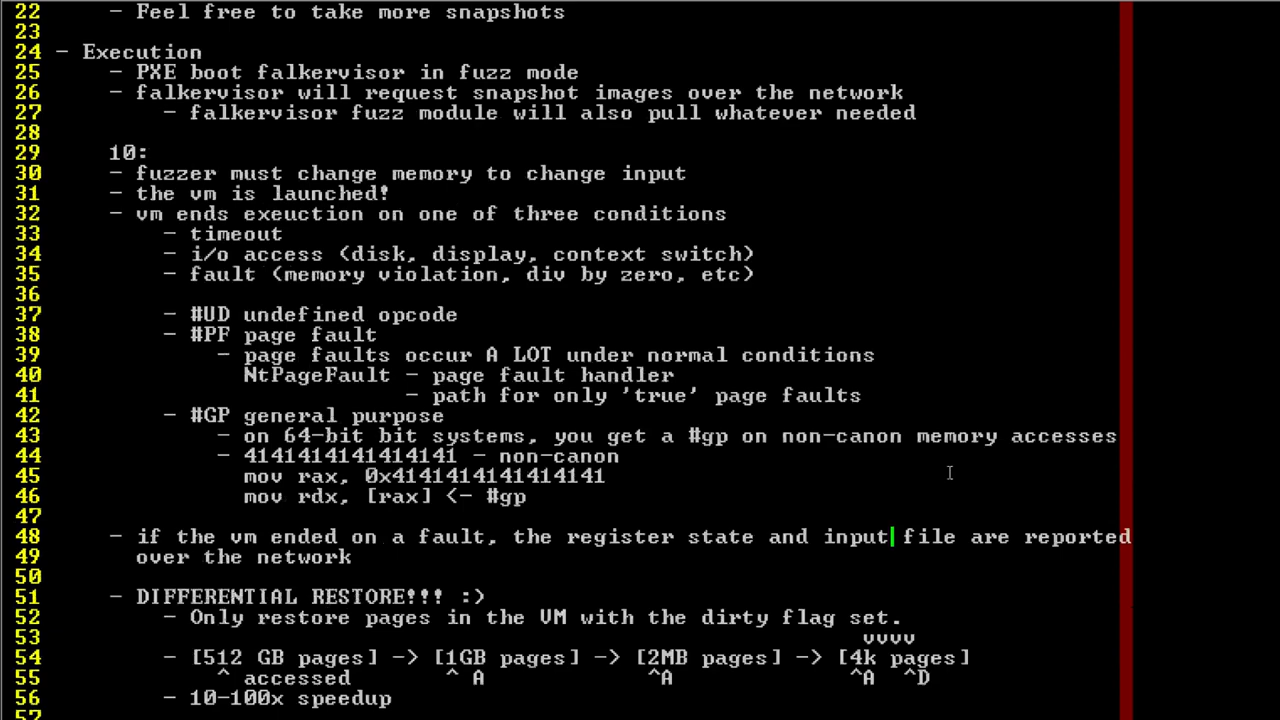 22       - Feel free to take more snapshots
23
24   - Execution
25       - PXE boot falkervisor in fuzz mode
26       - falkervisor will request snapshot images over the network
27           - falkervisor fuzz module will also pull whatever needed
28
29       10:
30       - fuzzer must change memory to change input
31       - the vm is launched!
32       - vm ends exeuction on one of three conditions
33           - timeout
34           - i/o access (disk, display, context switch)
35           - fault (memory violation, div by zero, etc)
36
37           - #UD undefined opcode
38           - #PF page fault
39               - page faults occur A LOT under normal conditions
40                 NtPageFault - page fault handler
41                             - path for only 'true' page faults
42           - #GP general purpose
43               - on 64-bit bit systems, you get a #gp on non-canon memory accesses
44               - 4141414141414141 - non-canon
45                 mov rax, 0x4141414141414141
46                 mov rdx, [rax] <- #gp
47
48       - if the vm ended on a fault, the register state and input file are reported
49         over the network
50
51       - DIFFERENTIAL RESTORE!!! :)
52           - Only restore pages in the VM with the dirty flag set.
53                                                              vvvv
54           - [512 GB pages] -> [1GB pages] -> [2MB pages] -> [4k pages]
55               ^ accessed       ^ A            ^A             ^A  ^D
56           - 10-100x speedup
57